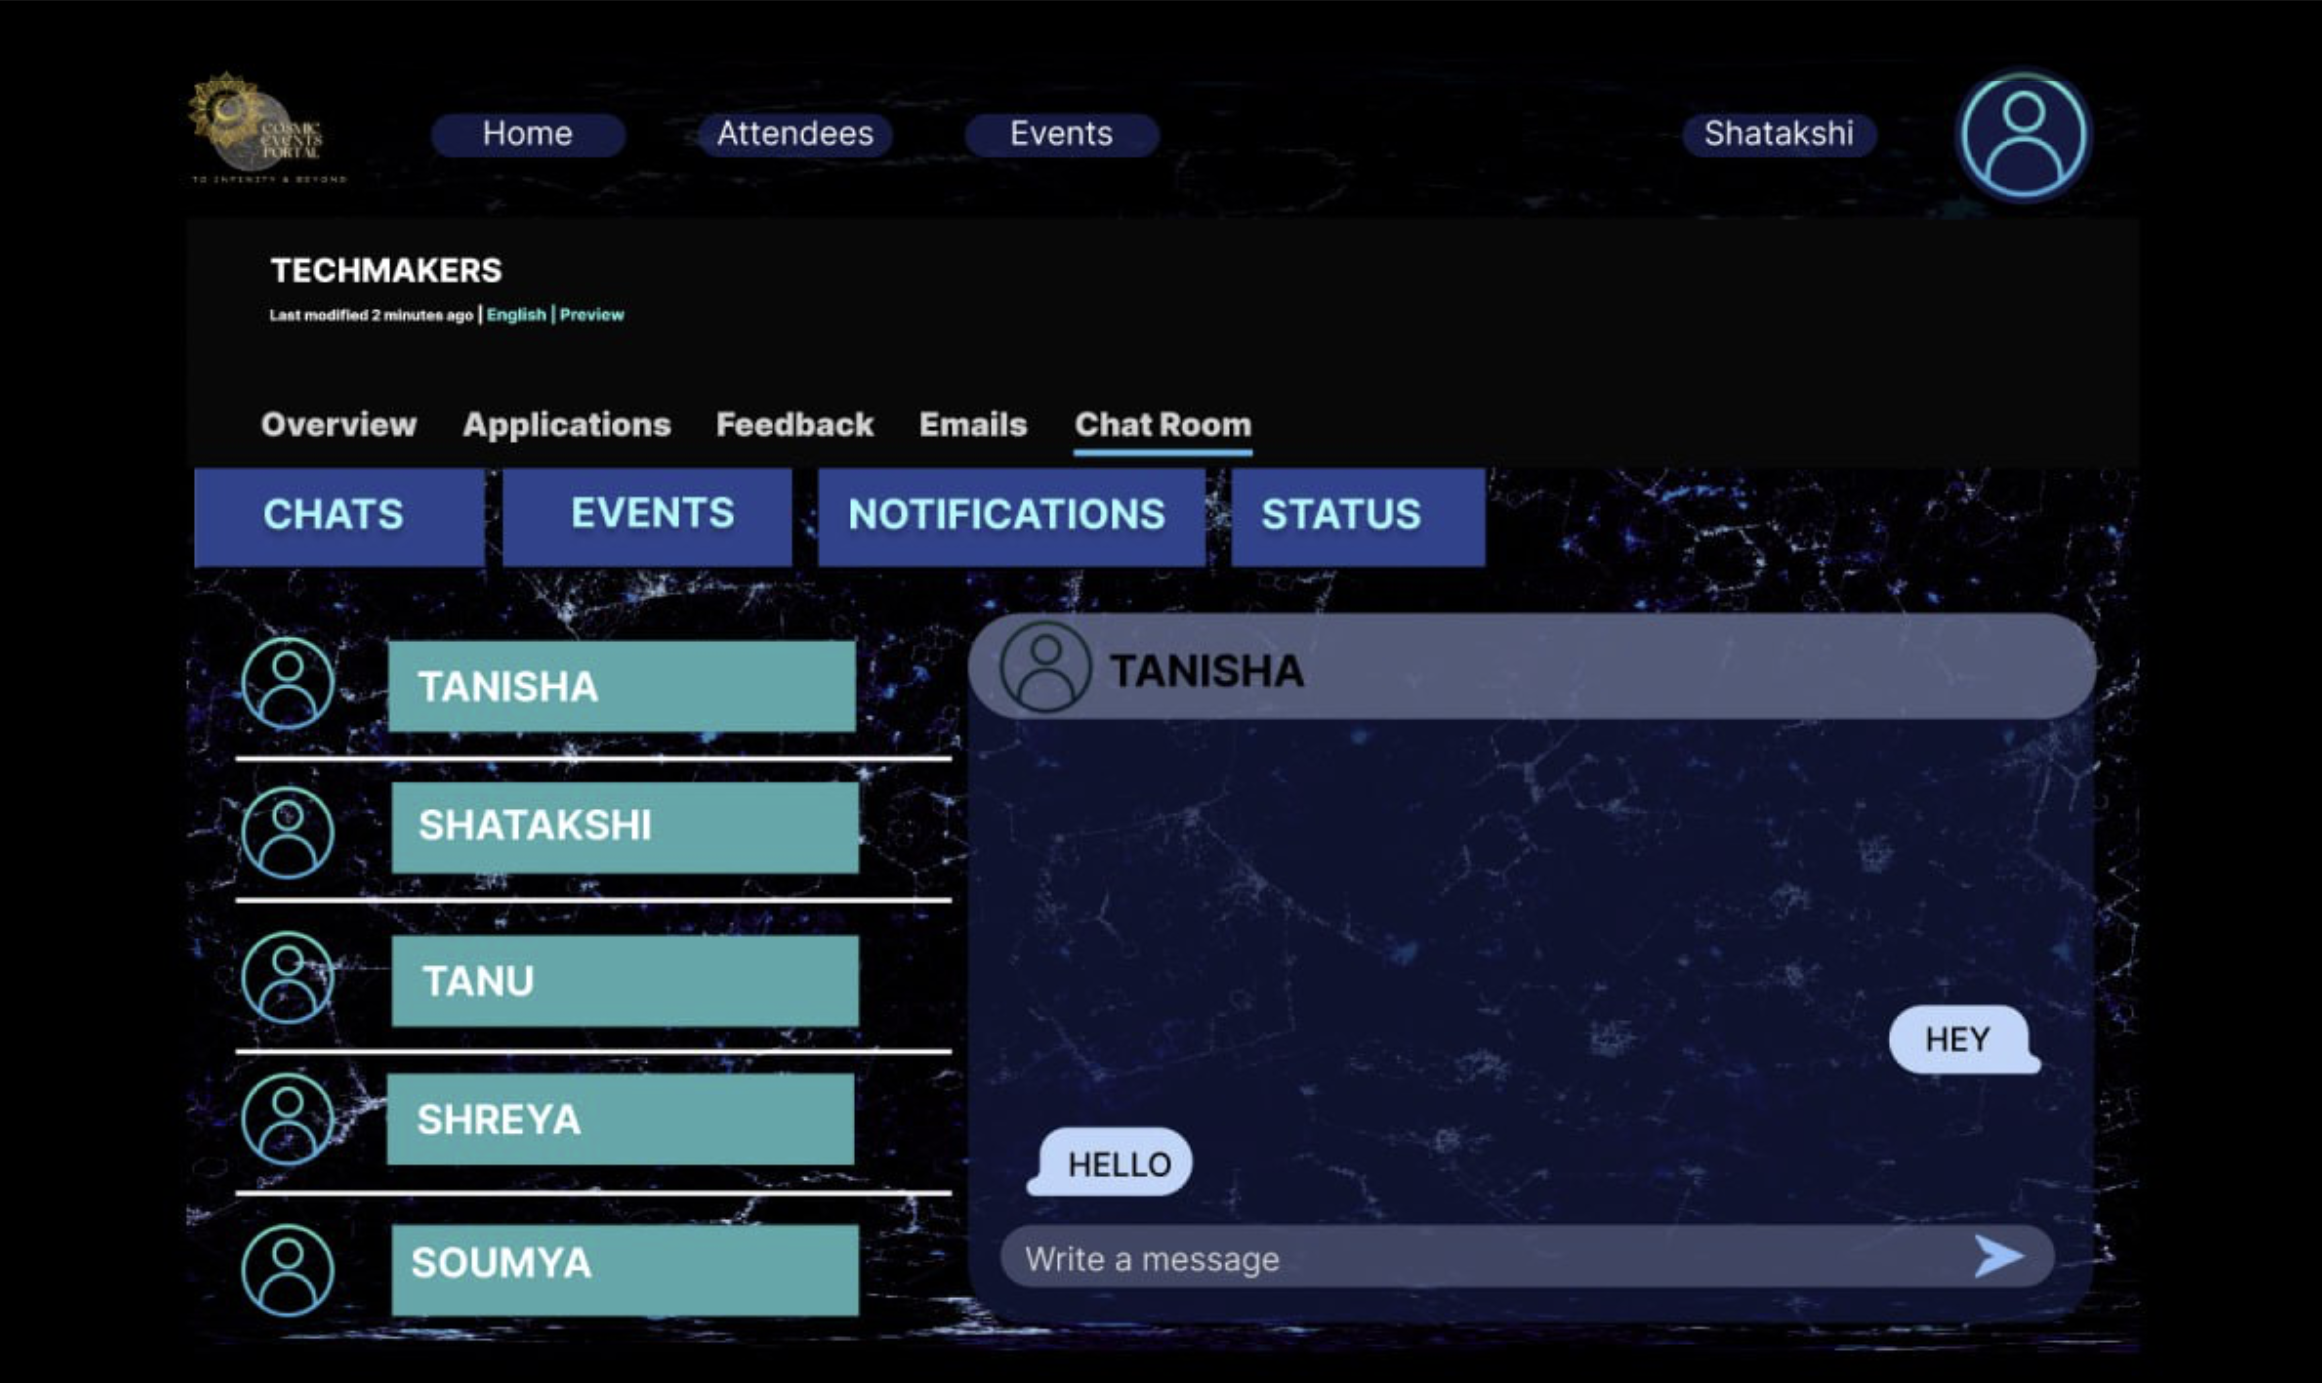 COSMIC
EVENTS
PORTAL
TO INFINITY & BEYOND
Home
Attendees
Events
Shatakshi
TECHMAKERS
Last modified 2 minutes ago | English | Preview
Overview Applications Feedback Emails Chat Room
CHATS
EVENTS
NOTIFICATIONS
STATUS
TANISHA
SHATAKSHI
TANU
SHREYA
SOUMYA
TANISHA
HEY
HELLO
Write a message